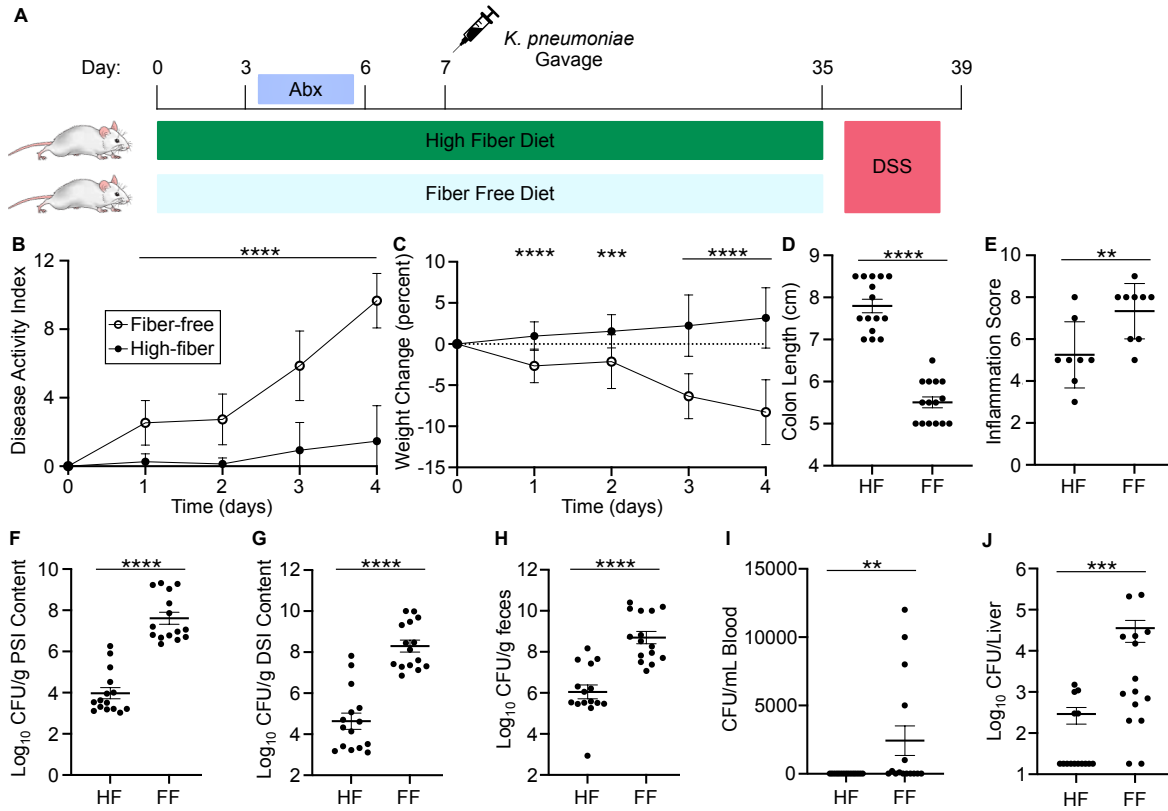 A
Day: 0 3 6 7 35 39
K. pneumoniae
Gavage
Abx
High Fiber Diet
Fiber Free Diet
DSS
B
Disease Activity Index
12
8
4
0
****
Fiber-free
High-fiber
0 1 2 3 4
Time (days)
C
Weight Change (percent)
10
5
0
-5
-10
-15
**** *** ****
0 1 2 3 4
Time (days)
D
Colon Length (cm)
9
8
7
6
5
4
****
HF FF
E
Inflammation Score
10
8
6
4
2
0
**
HF FF
F
Log10 CFU/g PSI Content
10
8
6
4
2
0
****
HF FF
G
Log10 CFU/g DSI Content
12
10
8
6
4
2
****
HF FF
H
Log10 CFU/g feces
12
10
8
6
4
2
****
HF FF
I
CFU/mL Blood
15000
10000
5000
0
**
HF FF
J
Log10 CFU/Liver
6
5
4
3
2
1
***
HF FF